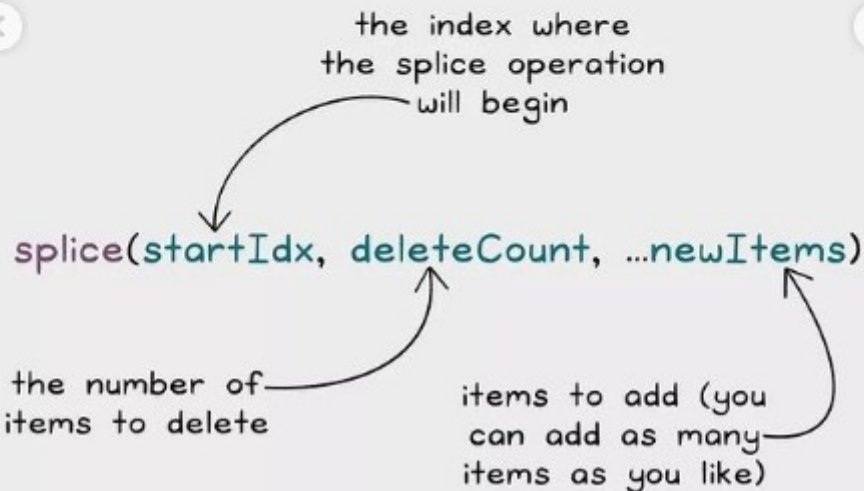 the index where
the splice operation
will begin
splice(startIdx, deleteCount, ...newItems)
the number of
items to delete
items to add (you
can add as many
items as you like)